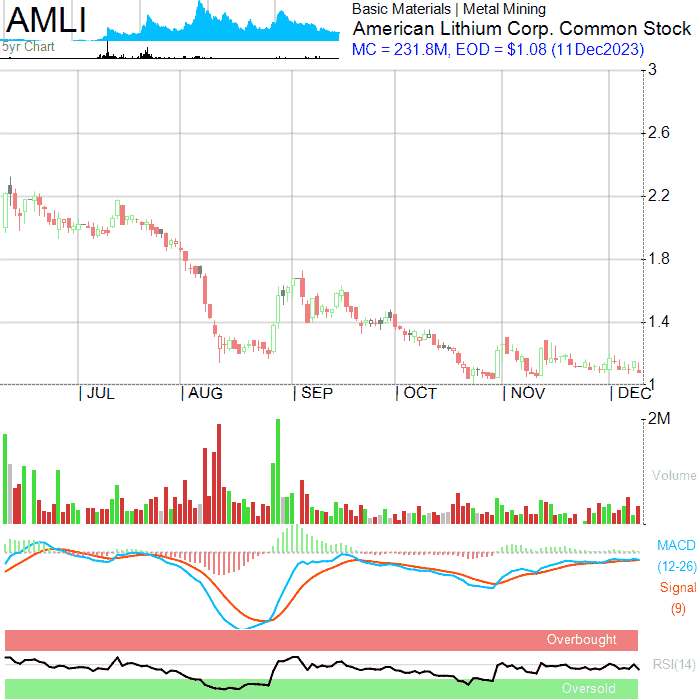 AMLI
5yr Chart
Basic Materials | Metal Mining
American Lithium Corp. Common Stock
MC = 231.8M, EOD = $1.08 (11Dec2023)
3
2.6
2.2
1.8
1.4
1
| JUL | AUG | SEP | OCT | NOV | DEC
2M
Volume
MACD
(12-26)
Signal
(9)
Overbought
RSI(14)
Oversold